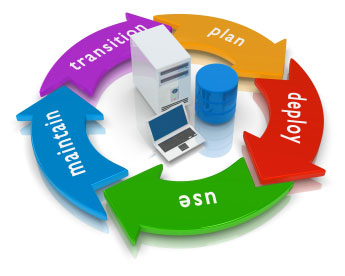 transition
plan
deploy
use
maintain